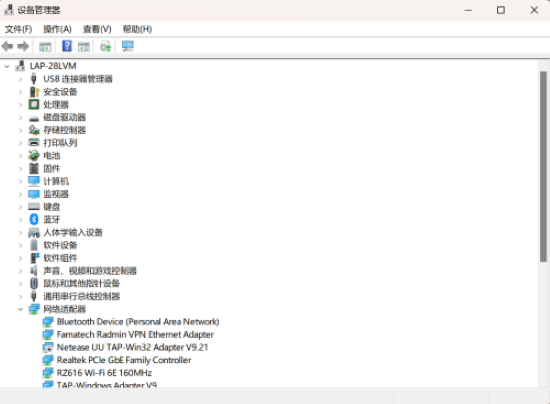 设备管理器
文件(F) 操作(A) 查看(V) 帮助(H)
LAP-28LVM
USB 连接器管理器
安全设备
处理器
磁盘驱动器
存储控制器
打印队列
电池
固件
计算机
监视器
键盘
蓝牙
人体学输入设备
软件设备
软件组件
声音、视频和游戏控制器
鼠标和其他指针设备
通用串行总线控制器
网络适配器
Bluetooth Device (Personal Area Network)
Famatech Radmin VPN Ethernet Adapter
Netease UU TAP-Win32 Adapter V9.21
Realtek PCIe GbE Family Controller
RZ616 Wi-Fi 6E 160MHz
TAP-Windows Adapter V9